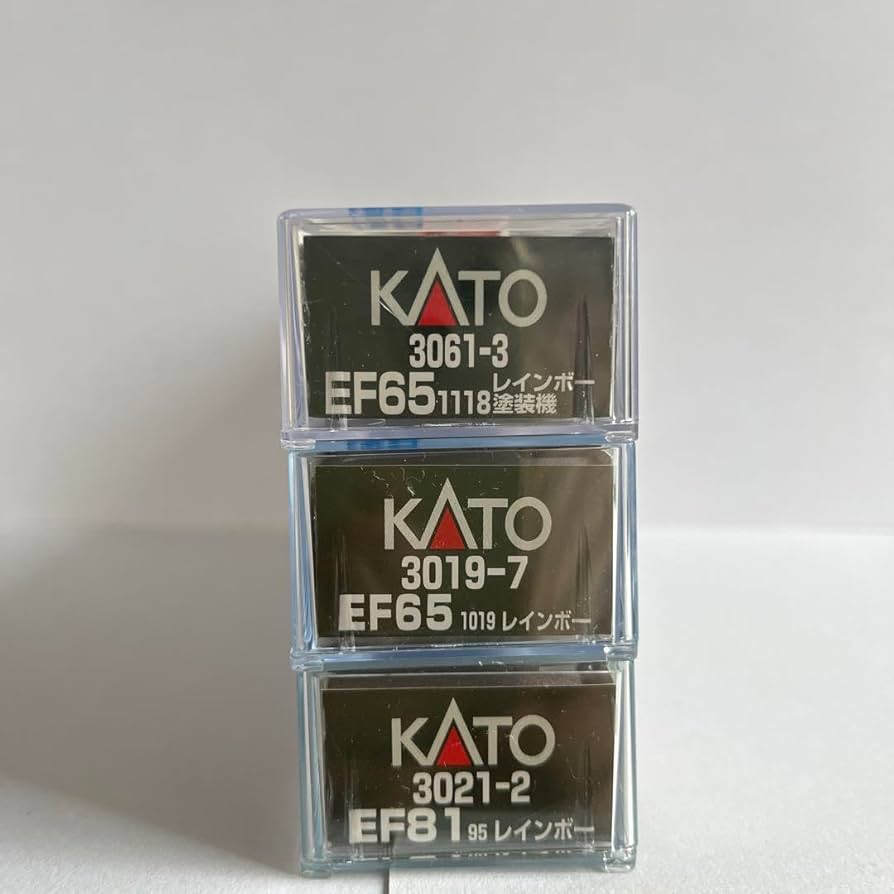 KATO
3061-3
EF65 1118 レインボー塗装機
KATO
3019-7
EF65 1019 レインボー
KATO
3021-2
EF81 95 レインボー